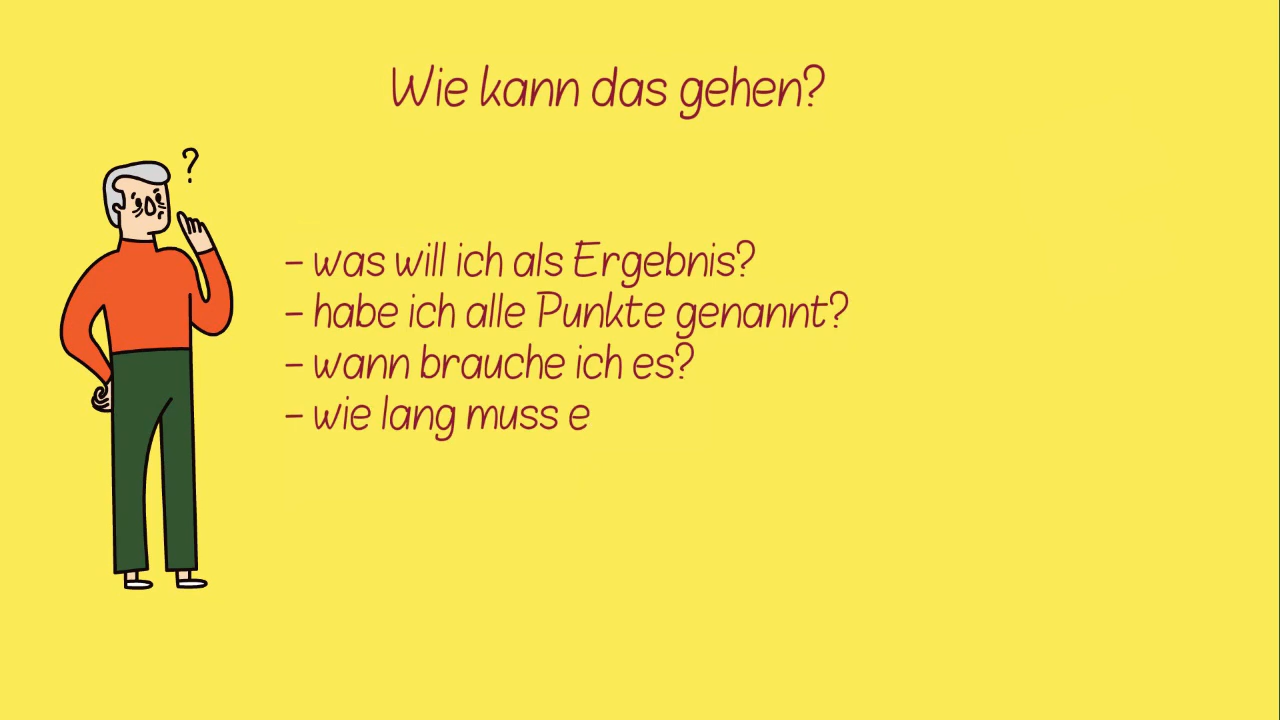 Wie kann das gehen?
?
- was will ich als Ergebnis?
- habe ich alle Punkte genannt?
- wann brauche ich es?
- wie lang muss e